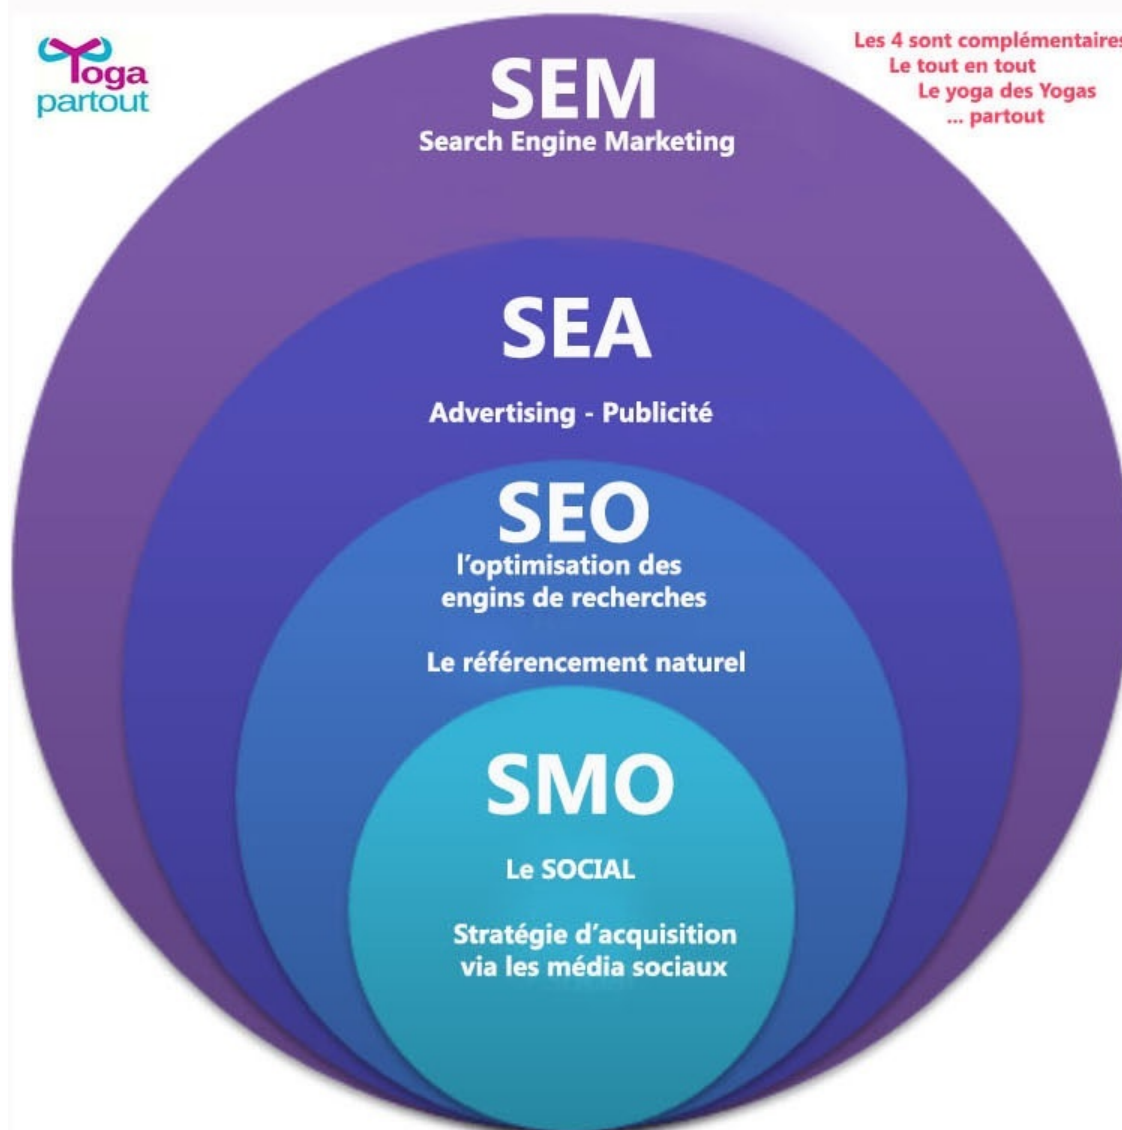 Yoga
partout
Les 4 sont complémentaires
Le tout en tout
Le yoga des Yogas
... partout
SEM
Search Engine Marketing
SEA
Advertising - Publicité
SEO
l'optimisation des
engins de recherches
Le référencement naturel
SMO
Le SOCIAL
Stratégie d'acquisition
via les média sociaux